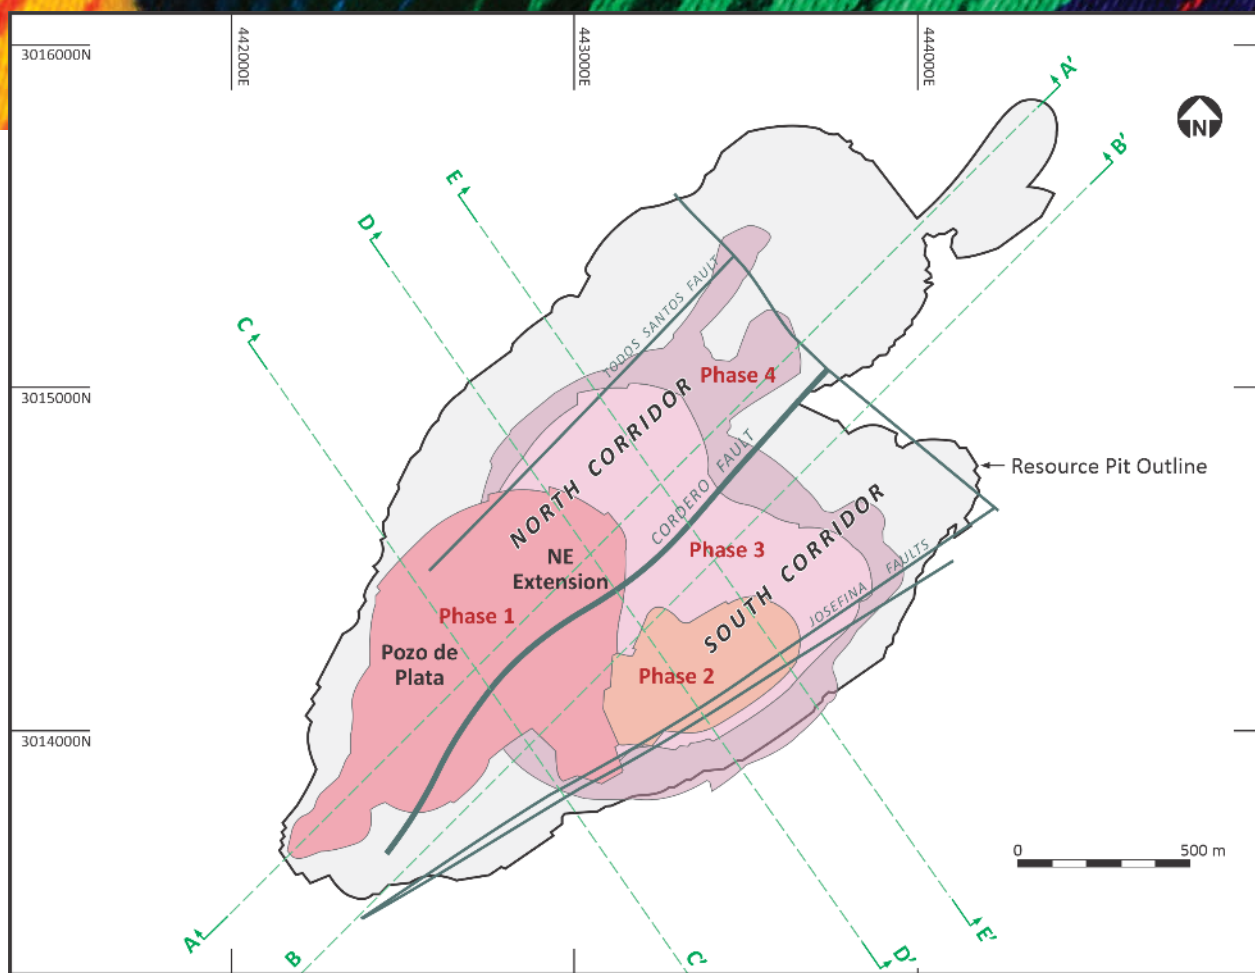 442000E
443000E
444000E
3016000N
A'
N
B'
E
D
TODOS SANTOS FAULT
C
3015000N
Phase 4
NORTH CORRIDOR
CORDERO FAULT
Resource Pit Outline
SOUTH CORRIDOR
Phase 3
NE
Extension
JOSEFINA FAULTS
Phase 1
Pozo de
Plata
Phase 2
3014000N
0 500 m
A
B
C'
D'
E'